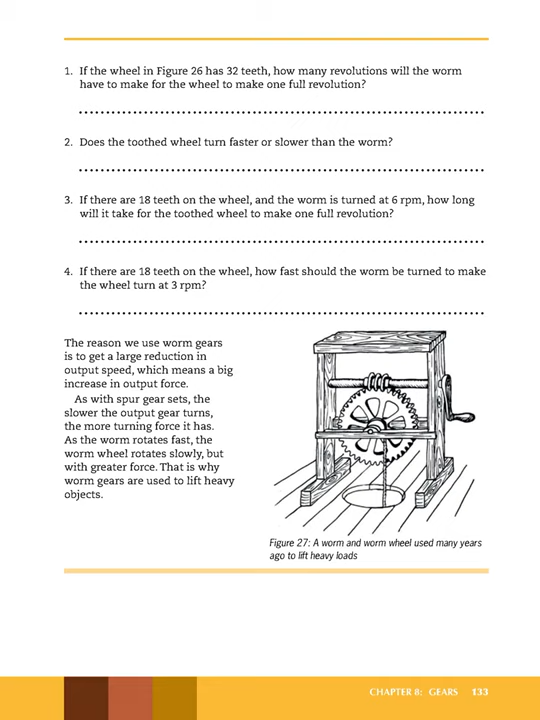 1. If the wheel in Figure 26 has 32 teeth, how many revolutions will the worm
have to make for the wheel to make one full revolution?
2. Does the toothed wheel turn faster or slower than the worm?
3. If there are 18 teeth on the wheel, and the worm is turned at 6 rpm, how long
will it take for the toothed wheel to make one full revolution?
4. If there are 18 teeth on the wheel, how fast should the worm be turned to make
the wheel turn at 3 rpm?
The reason we use worm gears
is to get a large reduction in
output speed, which means a big
increase in output force.
As with spur gear sets, the
slower the output gear turns,
the more turning force it has.
As the worm rotates fast, the
worm wheel rotates slowly, but
with greater force. That is why
worm gears are used to lift heavy
objects.
Figure 27: A worm and worm wheel used many years
ago to lift heavy loads
CHAPTER 8: GEARS 133